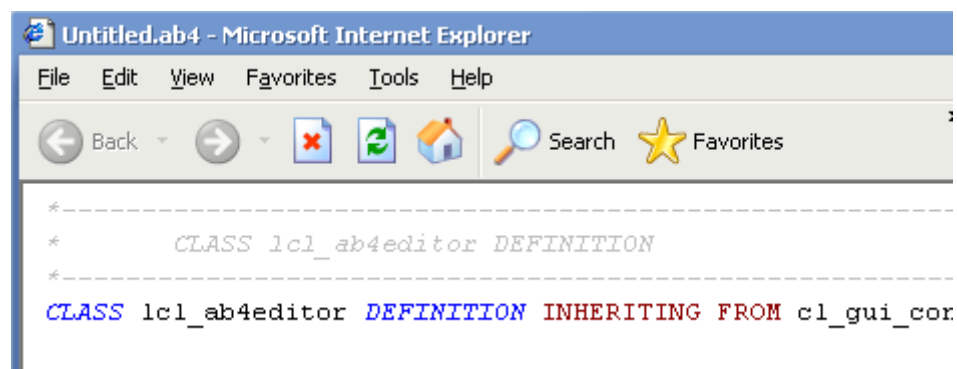 Untitled.ab4 - Microsoft Internet Explorer
File Edit View Favorites Tools Help
Back Search Favorites
*---------------------------------------------------------
* CLASS lcl_ab4editor DEFINITION
*---------------------------------------------------------
CLASS lcl_ab4editor DEFINITION INHERITING FROM